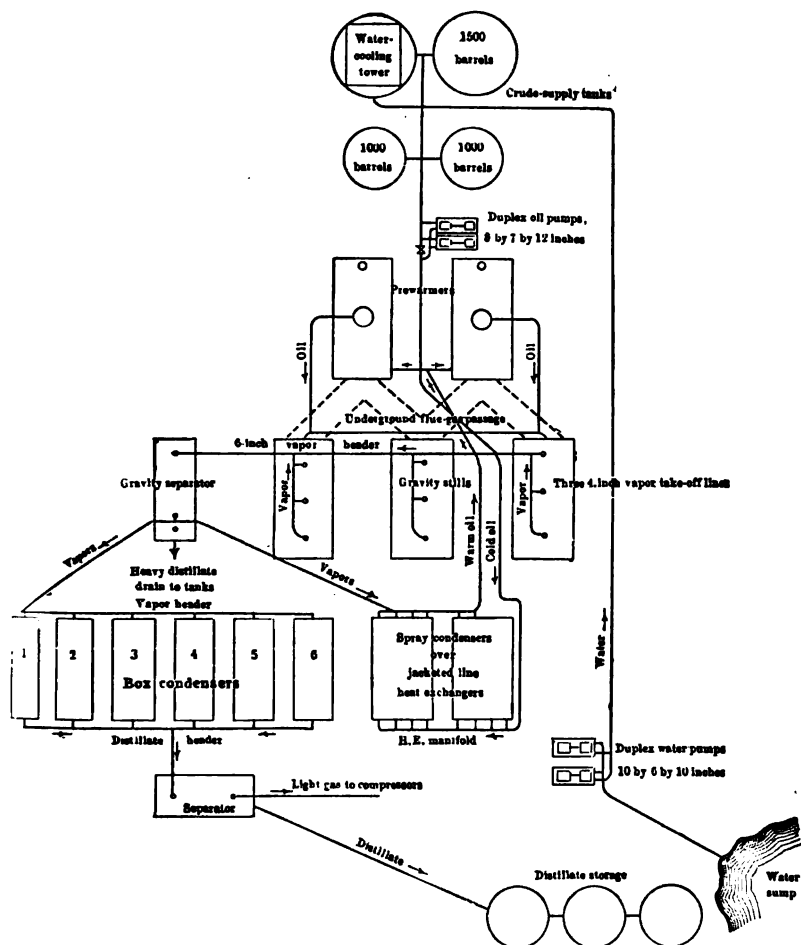 Water-
cooling
tower
1500
barrels
Crude-supply tanks
1000
barrels
1000
barrels
Duplex oil pumps,
8 by 7 by 12 inches
Prewarmers
Oil
Oil
Underground flue-gas passage
6-inch vapor header
Gravity separator
Vapor
Gravity stills
Vapor
Three 4-inch vapor take-off lines
Warm oil
Cold oil
Vapors
Vapors
Heavy distillate
drain to tanks
Vapor header
1
2
3
4
5
6
Box condensers
Spray condensers
over
jacketed line
heat exchangers
Water
Distillate header
H.E. manifold
Duplex water pumps
10 by 6 by 10 inches
Light gas to compressors
Separator
Distillate
Distillate storage
Water
sump